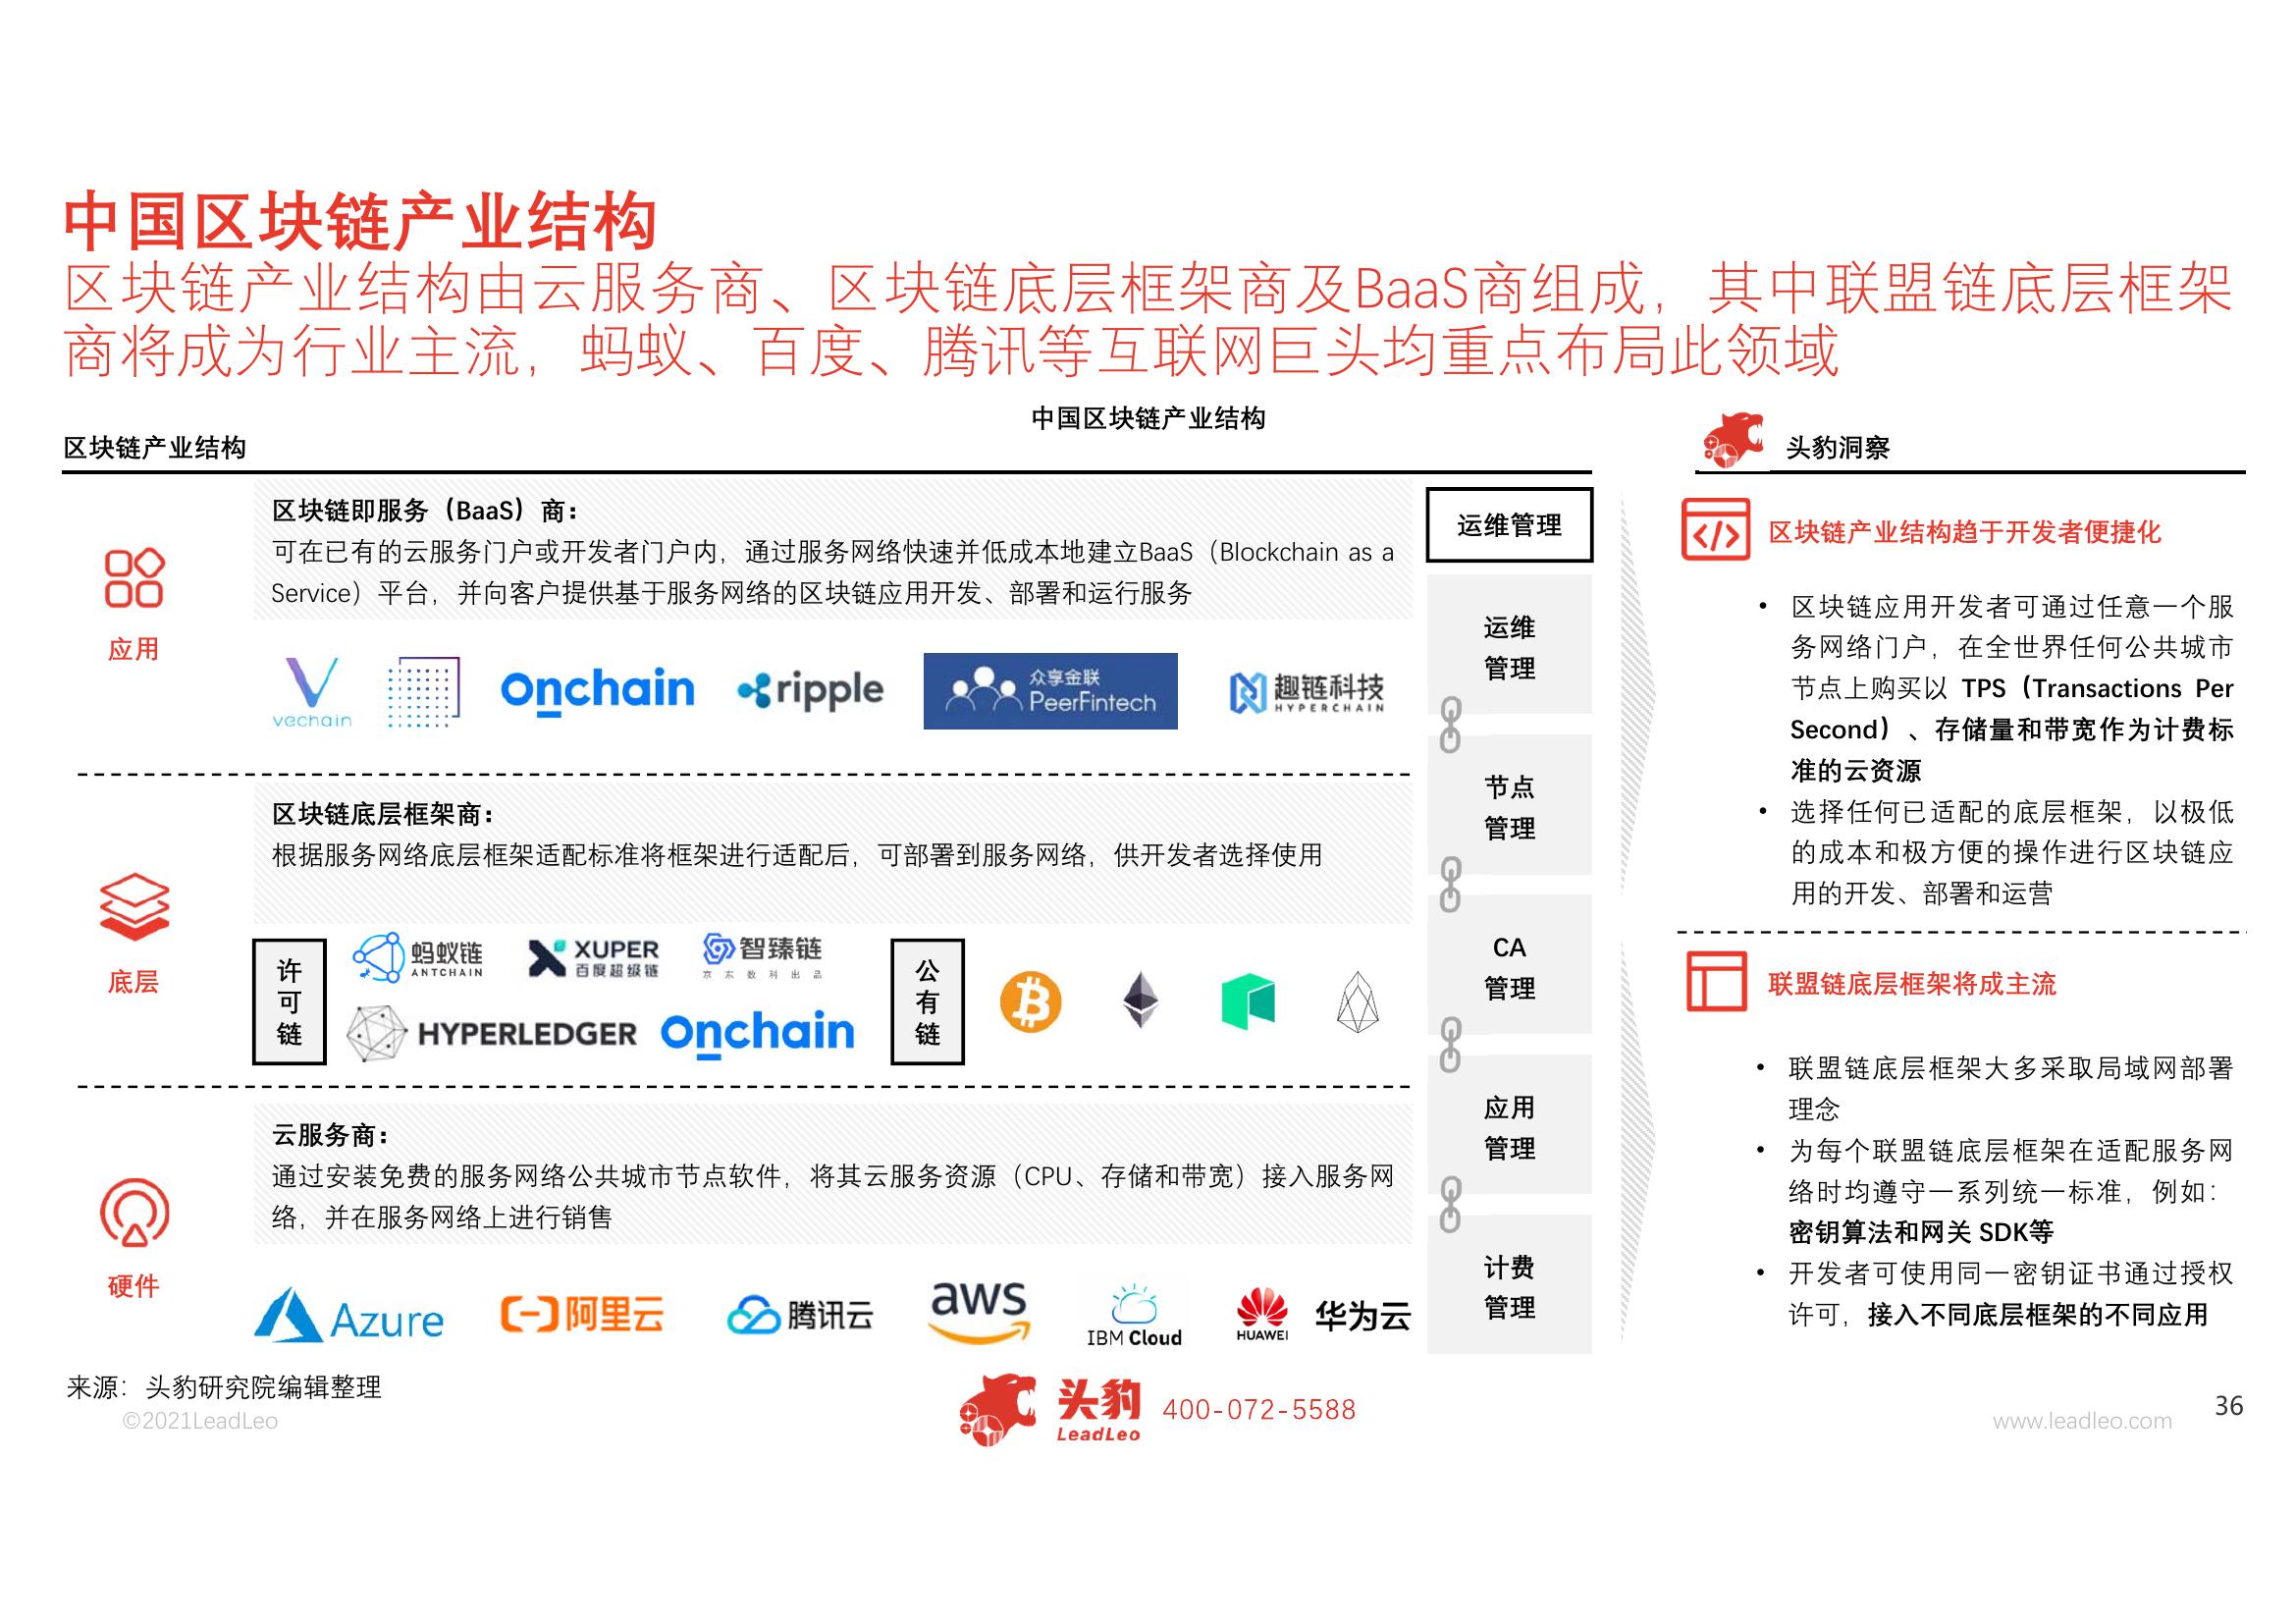 中国区块链产业结构
区块链产业结构由云服务商、区块链底层框架商及BaaS商组成，其中联盟链底层框架
商将成为行业主流，蚂蚁、百度、腾讯等互联网巨头均重点布局此领域
中国区块链产业结构
区块链产业结构
应用
区块链即服务（BaaS）商：
可在已有的云服务门户或开发者门户内，通过服务网络快速并低成本地建立BaaS（Blockchain as a
Service）平台，并向客户提供基于服务网络的区块链应用开发、部署和运行服务
vechain
Onchain
ripple
众享金联
PeerFintech
趣链科技
HYPERCHAIN
底层
区块链底层框架商：
根据服务网络底层框架适配标准将框架进行适配后，可部署到服务网络，供开发者选择使用
许
可
链
蚂蚁链
ANTCHAIN
XUPER
百度超级链
智臻链
京东数科出品
HYPERLEDGER
Onchain
公
有
链
硬件
云服务商：
通过安装免费的服务网络公共城市节点软件，将其云服务资源（CPU、存储和带宽）接入服务网
络，并在服务网络上进行销售
Azure
阿里云
腾讯云
aws
IBM Cloud
HUAWEI
华为云
运维管理
运维
管理
节点
管理
CA
管理
应用
管理
计费
管理
头豹洞察
区块链产业结构趋于开发者便捷化
• 区块链应用开发者可通过任意一个服
务网络门户，在全世界任何公共城市
节点上购买以 TPS（Transactions Per
Second）、存储量和带宽作为计费标
准的云资源
• 选择任何已适配的底层框架，以极低
的成本和极方便的操作进行区块链应
用的开发、部署和运营
联盟链底层框架将成主流
• 联盟链底层框架大多采取局域网部署
理念
• 为每个联盟链底层框架在适配服务网
络时均遵守一系列统一标准，例如：
密钥算法和网关 SDK等
• 开发者可使用同一密钥证书通过授权
许可，接入不同底层框架的不同应用
来源：头豹研究院编辑整理
©2021LeadLeo
头豹
LeadLeo
400-072-5588
www.leadleo.com
36